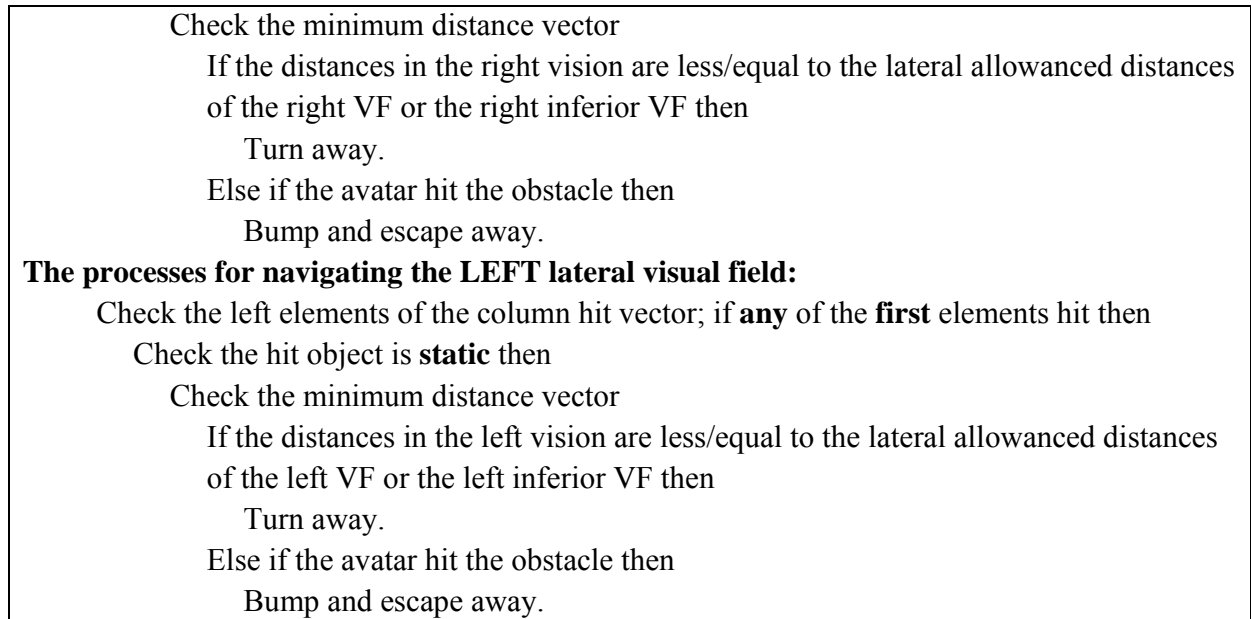 Check the minimum distance vector
If the distances in the right vision are less/equal to the lateral allowanced distances
of the right VF or the right inferior VF then
Turn away.
Else if the avatar hit the obstacle then
Bump and escape away.
The processes for navigating the LEFT lateral visual field:
Check the left elements of the column hit vector; if any of the first elements hit then
Check the hit object is static then
Check the minimum distance vector
If the distances in the left vision are less/equal to the lateral allowanced distances
of the left VF or the left inferior VF then
Turn away.
Else if the avatar hit the obstacle then
Bump and escape away.